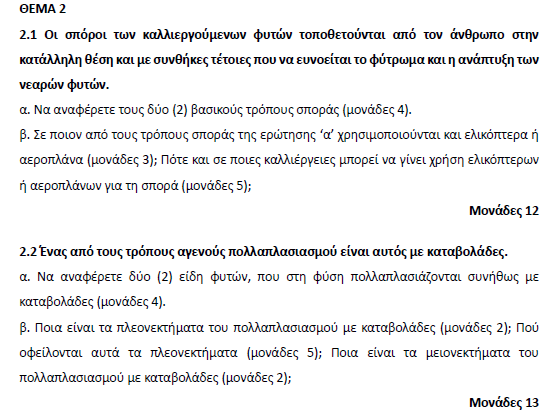 ΘΕΜΑ 2
2.1 Οι σπόροι των καλλιεργούμενων φυτών τοποθετούνται από τον άνθρωπο στην
κατάλληλη θέση και με συνθήκες τέτοιες που να ευνοείται το φύτρωμα και η ανάπτυξη των
νεαρών φυτών.
α. Να αναφέρετε τους δύο (2) βασικούς τρόπους σποράς (μονάδες 4).
β. Σε ποιον από τους τρόπους σποράς της ερώτησης ‘α’ χρησιμοποιούνται και ελικόπτερα ή
αεροπλάνα (μονάδες 3); Πότε και σε ποιες καλλιέργειες μπορεί να γίνει χρήση ελικόπτερων
ή αεροπλάνων για τη σπορά (μονάδες 5);
Μονάδες 12
2.2 Ένας από τους τρόπους αγενούς πολλαπλασιασμού είναι αυτός με καταβολάδες.
α. Να αναφέρετε δύο (2) είδη φυτών, που στη φύση πολλαπλασιάζονται συνήθως με
καταβολάδες (μονάδες 4).
β. Ποια είναι τα πλεονεκτήματα του πολλαπλασιασμού με καταβολάδες (μονάδες 2); Πού
οφείλονται αυτά τα πλεονεκτήματα (μονάδες 5); Ποια είναι τα μειονεκτήματα του
πολλαπλασιασμού με καταβολάδες (μονάδες 2);
Μονάδες 13